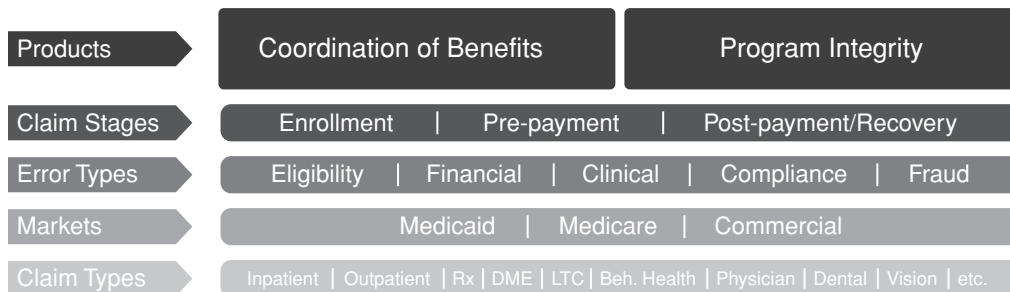 Products Coordination of Benefits Program Integrity
Claim Stages Enrollment | Pre-payment | Post-payment/Recovery
Error Types Eligibility | Financial | Clinical | Compliance | Fraud
Markets Medicaid | Medicare | Commercial
Claim Types Inpatient | Outpatient | Rx | DME | LTC | Beh. Health | Physician | Dental | Vision | etc.